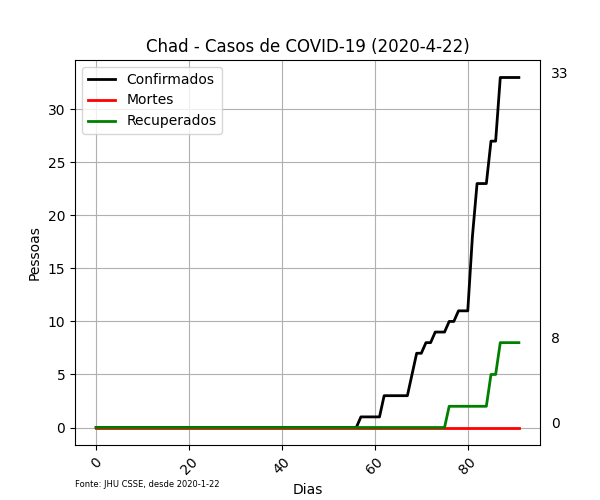 Chad - Casos de COVID-19 (2020-4-22)
Confirmados
Mortes
Recuperados
33
8
0
Pessoas
30
25
20
15
10
5
0
0
20
40
60
80
Dias
Fonte: JHU CSSE, desde 2020-1-22